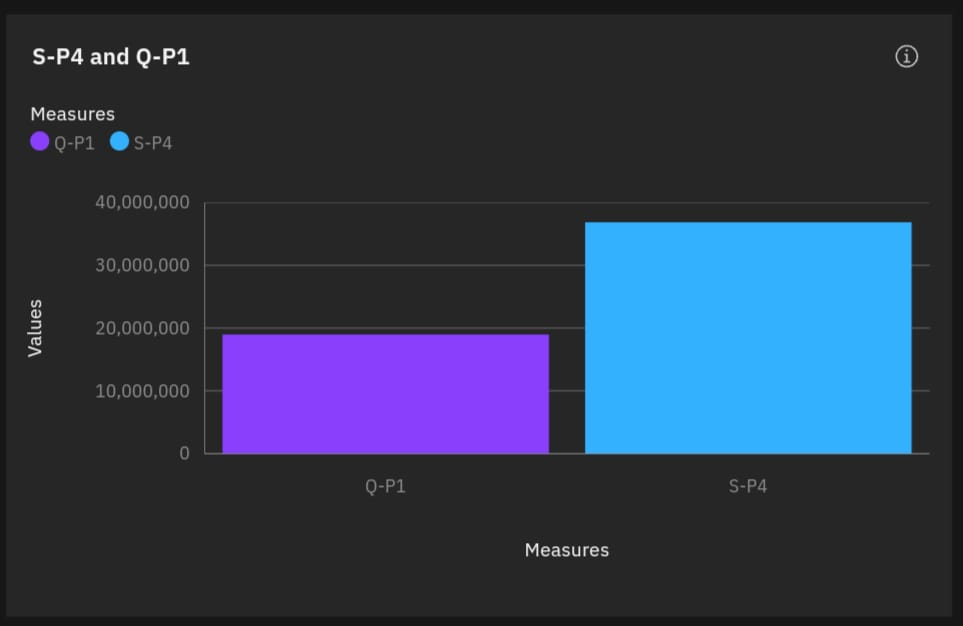 S-P4 and Q-P1
Measures
Q-P1 S-P4
40,000,000
30,000,000
20,000,000
10,000,000
0
Values
Q-P1 S-P4
Measures